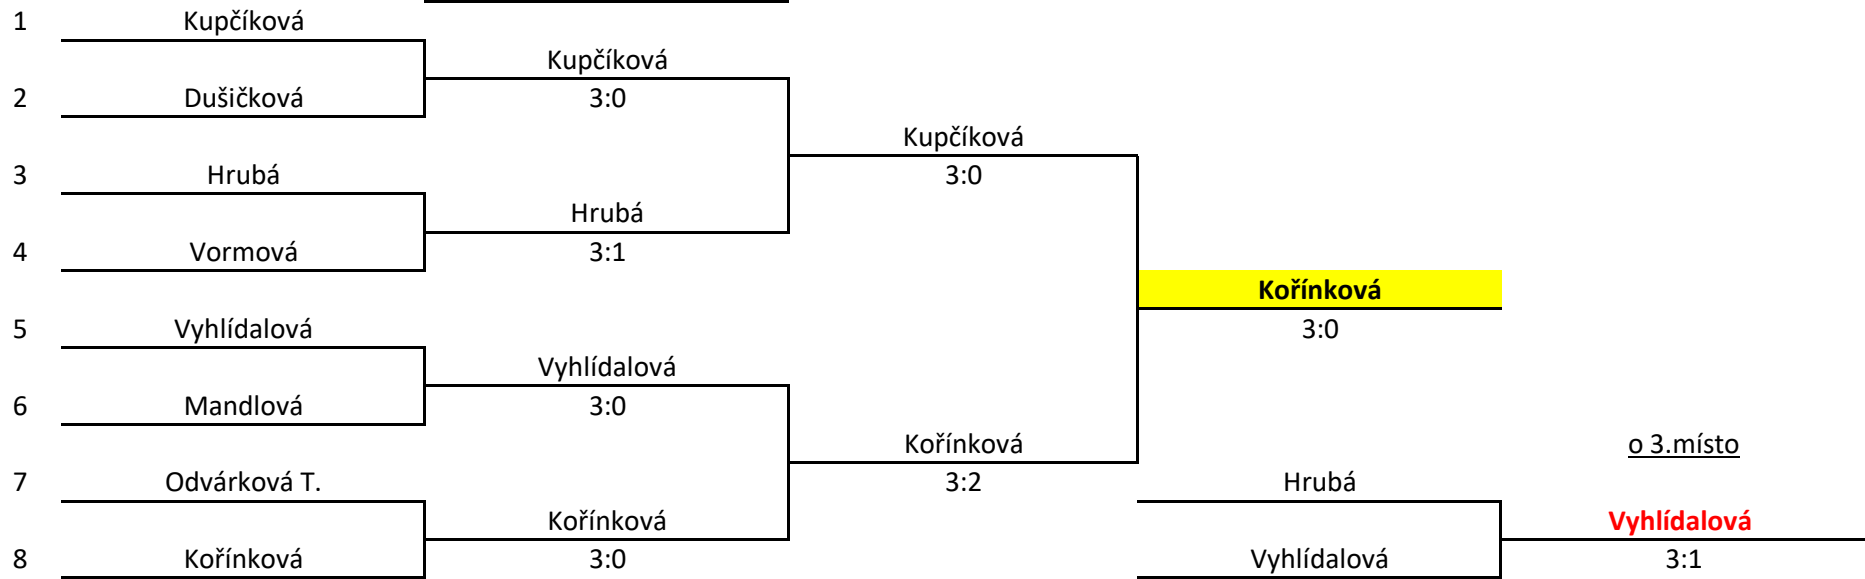 1 Kupčíková
Kupčíková
2 Dušičková 3:0
Kupčíková
3 Hrubá 3:0
Hrubá
4 Vormová 3:1
Kořínková
5 Vyhlídalová 3:0
Vyhlídalová
6 Mandlová 3:0
Kořínková o 3.místo
7 Odvárková T. 3:2 Hrubá
Kořínková Vyhlídalová
8 Kořínková 3:0 Vyhlídalová 3:1